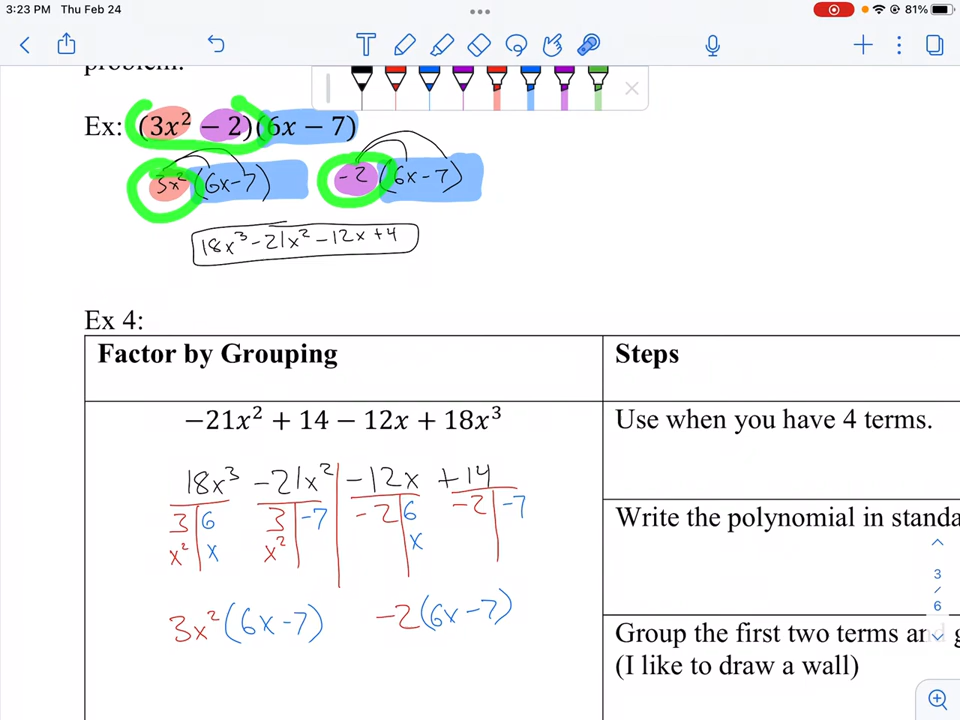 3:23 PM Thu Feb 24
81%
T
problem.
Ex: (3x² − 2)(6x − 7)
3x² (6x-7) -2 (6x-7)
18x³ -21x² -12x +4
Ex 4:
Factor by Grouping Steps
−21x² + 14 − 12x + 18x³ Use when you have 4 terms.
18x³ -21x² | -12x +14
3 | 6 3 | -7 -2 | 6 -2 | -7
x² | x x² | x
Write the polynomial in standa
3
/
6
3x² (6x-7) -2(6x-7)
Group the first two terms and g
(I like to draw a wall)